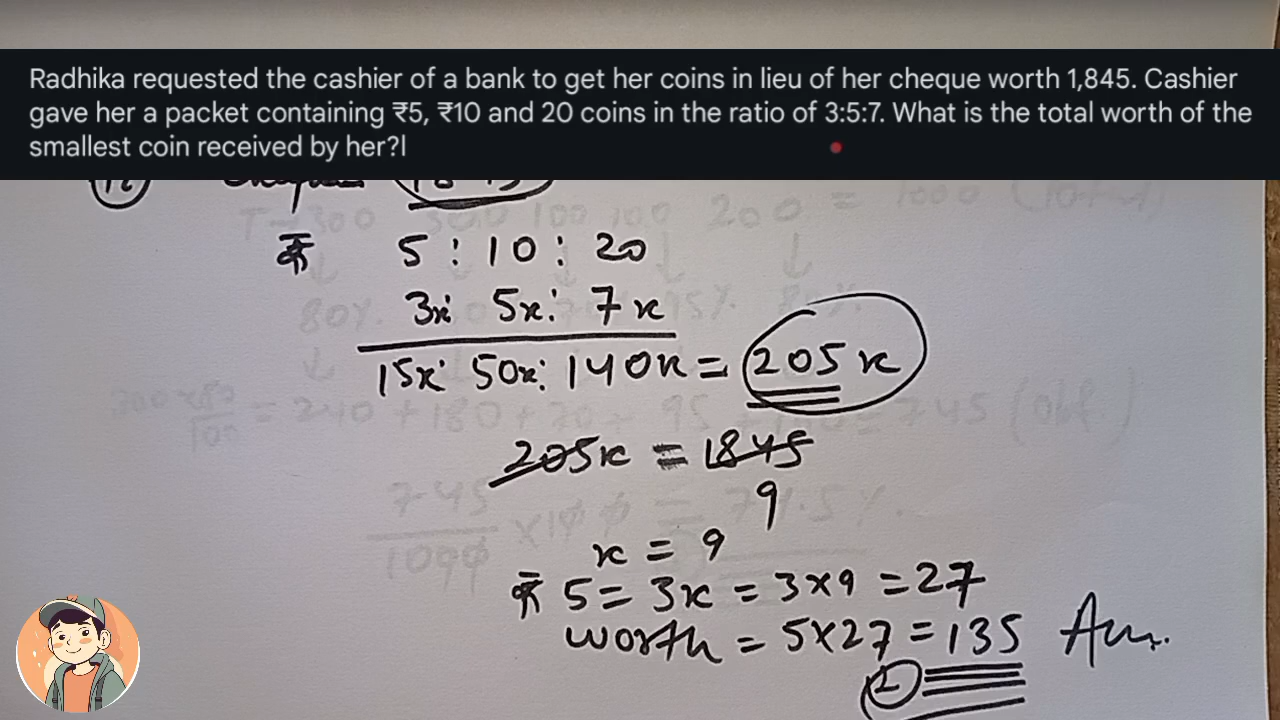 Radhika requested the cashier of a bank to get her coins in lieu of her cheque worth 1,845. Cashier
gave her a packet containing ₹5, ₹10 and 20 coins in the ratio of 3:5:7. What is the total worth of the
smallest coin received by her?|
₹ 5 : 10 : 20
3x: 5x: 7x
15x: 50x: 140x = 205x
205x = 1845
9
x = 9
₹ 5 = 3x = 3×9 = 27
worth = 5×27 = 135 Ans.